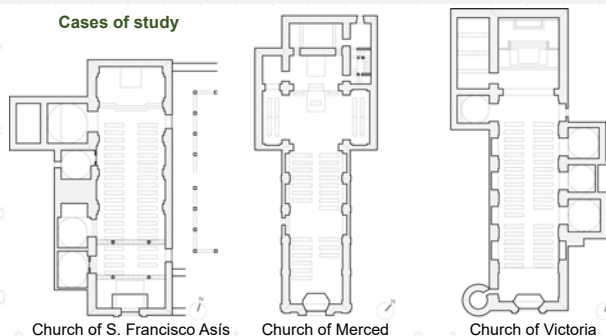 Cases of study
N
N
N
Church of S. Francisco Asís
Church of Merced
Church of Victoria